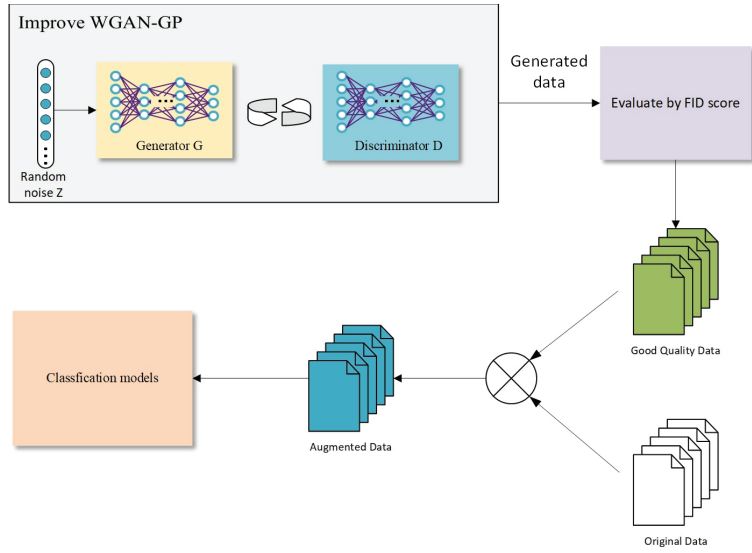 Improve WGAN-GP
Random
noise Z
Generator G
Discriminator D
Generated
data
Evaluate by FID score
Good Quality Data
Classfication models
Augmented Data
Original Data